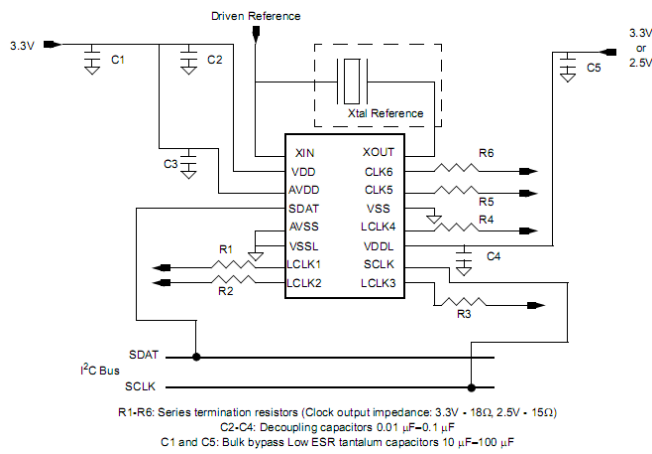 Driven Reference
3.3V
C1
C2
3.3V
or
2.5V
C5
Xtal Reference
C3
XIN
XOUT
R6
VDD
CLK6
AVDD
CLK5
R5
SDAT
VSS
R4
AVSS
LCLK4
VSSL
VDDL
C4
R1
LCLK1
SCLK
R2
LCLK2
LCLK3
R3
SDAT
I²C Bus
SCLK
R1-R6: Series termination resistors (Clock output impedance: 3.3V - 18Ω, 2.5V - 15Ω)
C2-C4: Decoupling capacitors 0.01 µF–0.1 µF
C1 and C5: Bulk bypass Low ESR tantalum capacitors 10 µF–100 µF